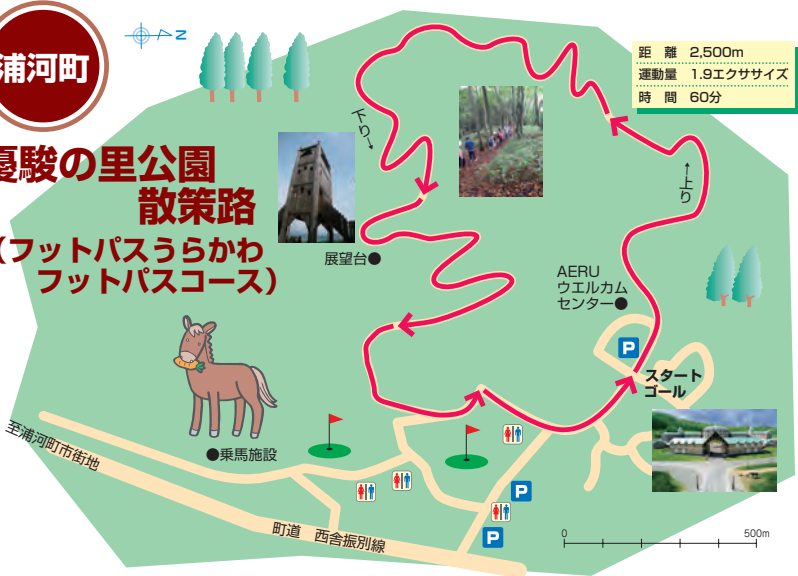 浦河町
N
優駿の里公園
散策路
(フットパスうらかわ
フットパスコース)
距 離 2,500m
運動量 1.9エクササイズ
時 間 60分
下り→
←上り
展望台●
AERU
ウエルカム
センター●
P
スタート
ゴール
●乗馬施設
至浦河町市街地
町道 西舎振別線
P
P
0
500m